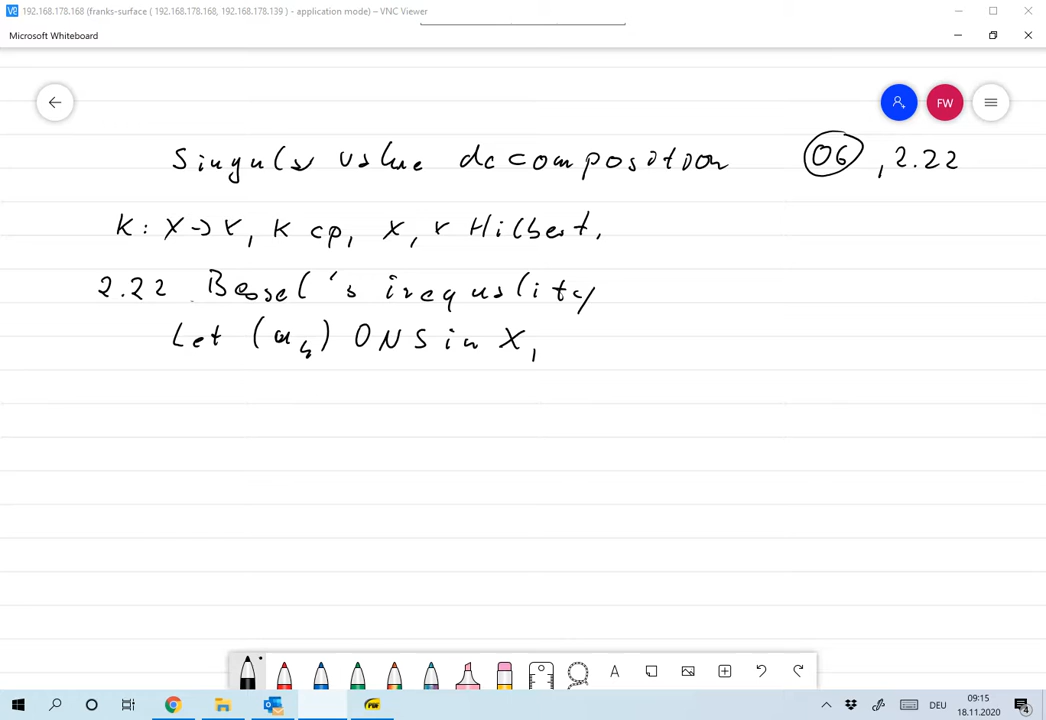 192.168.178.168 (franks-surface ( 192.168.178.168, 192.168.178.139 ) - application mode) – VNC Viewer
Microsoft Whiteboard
FW
Singular value decomposition 06, 2.22
K: X → Y, K cp, X, Y Hilbert.
2.22 Bessel's inequality
Let ( ) ONS in X,
A
DEU
09:15
18.11.2020
4